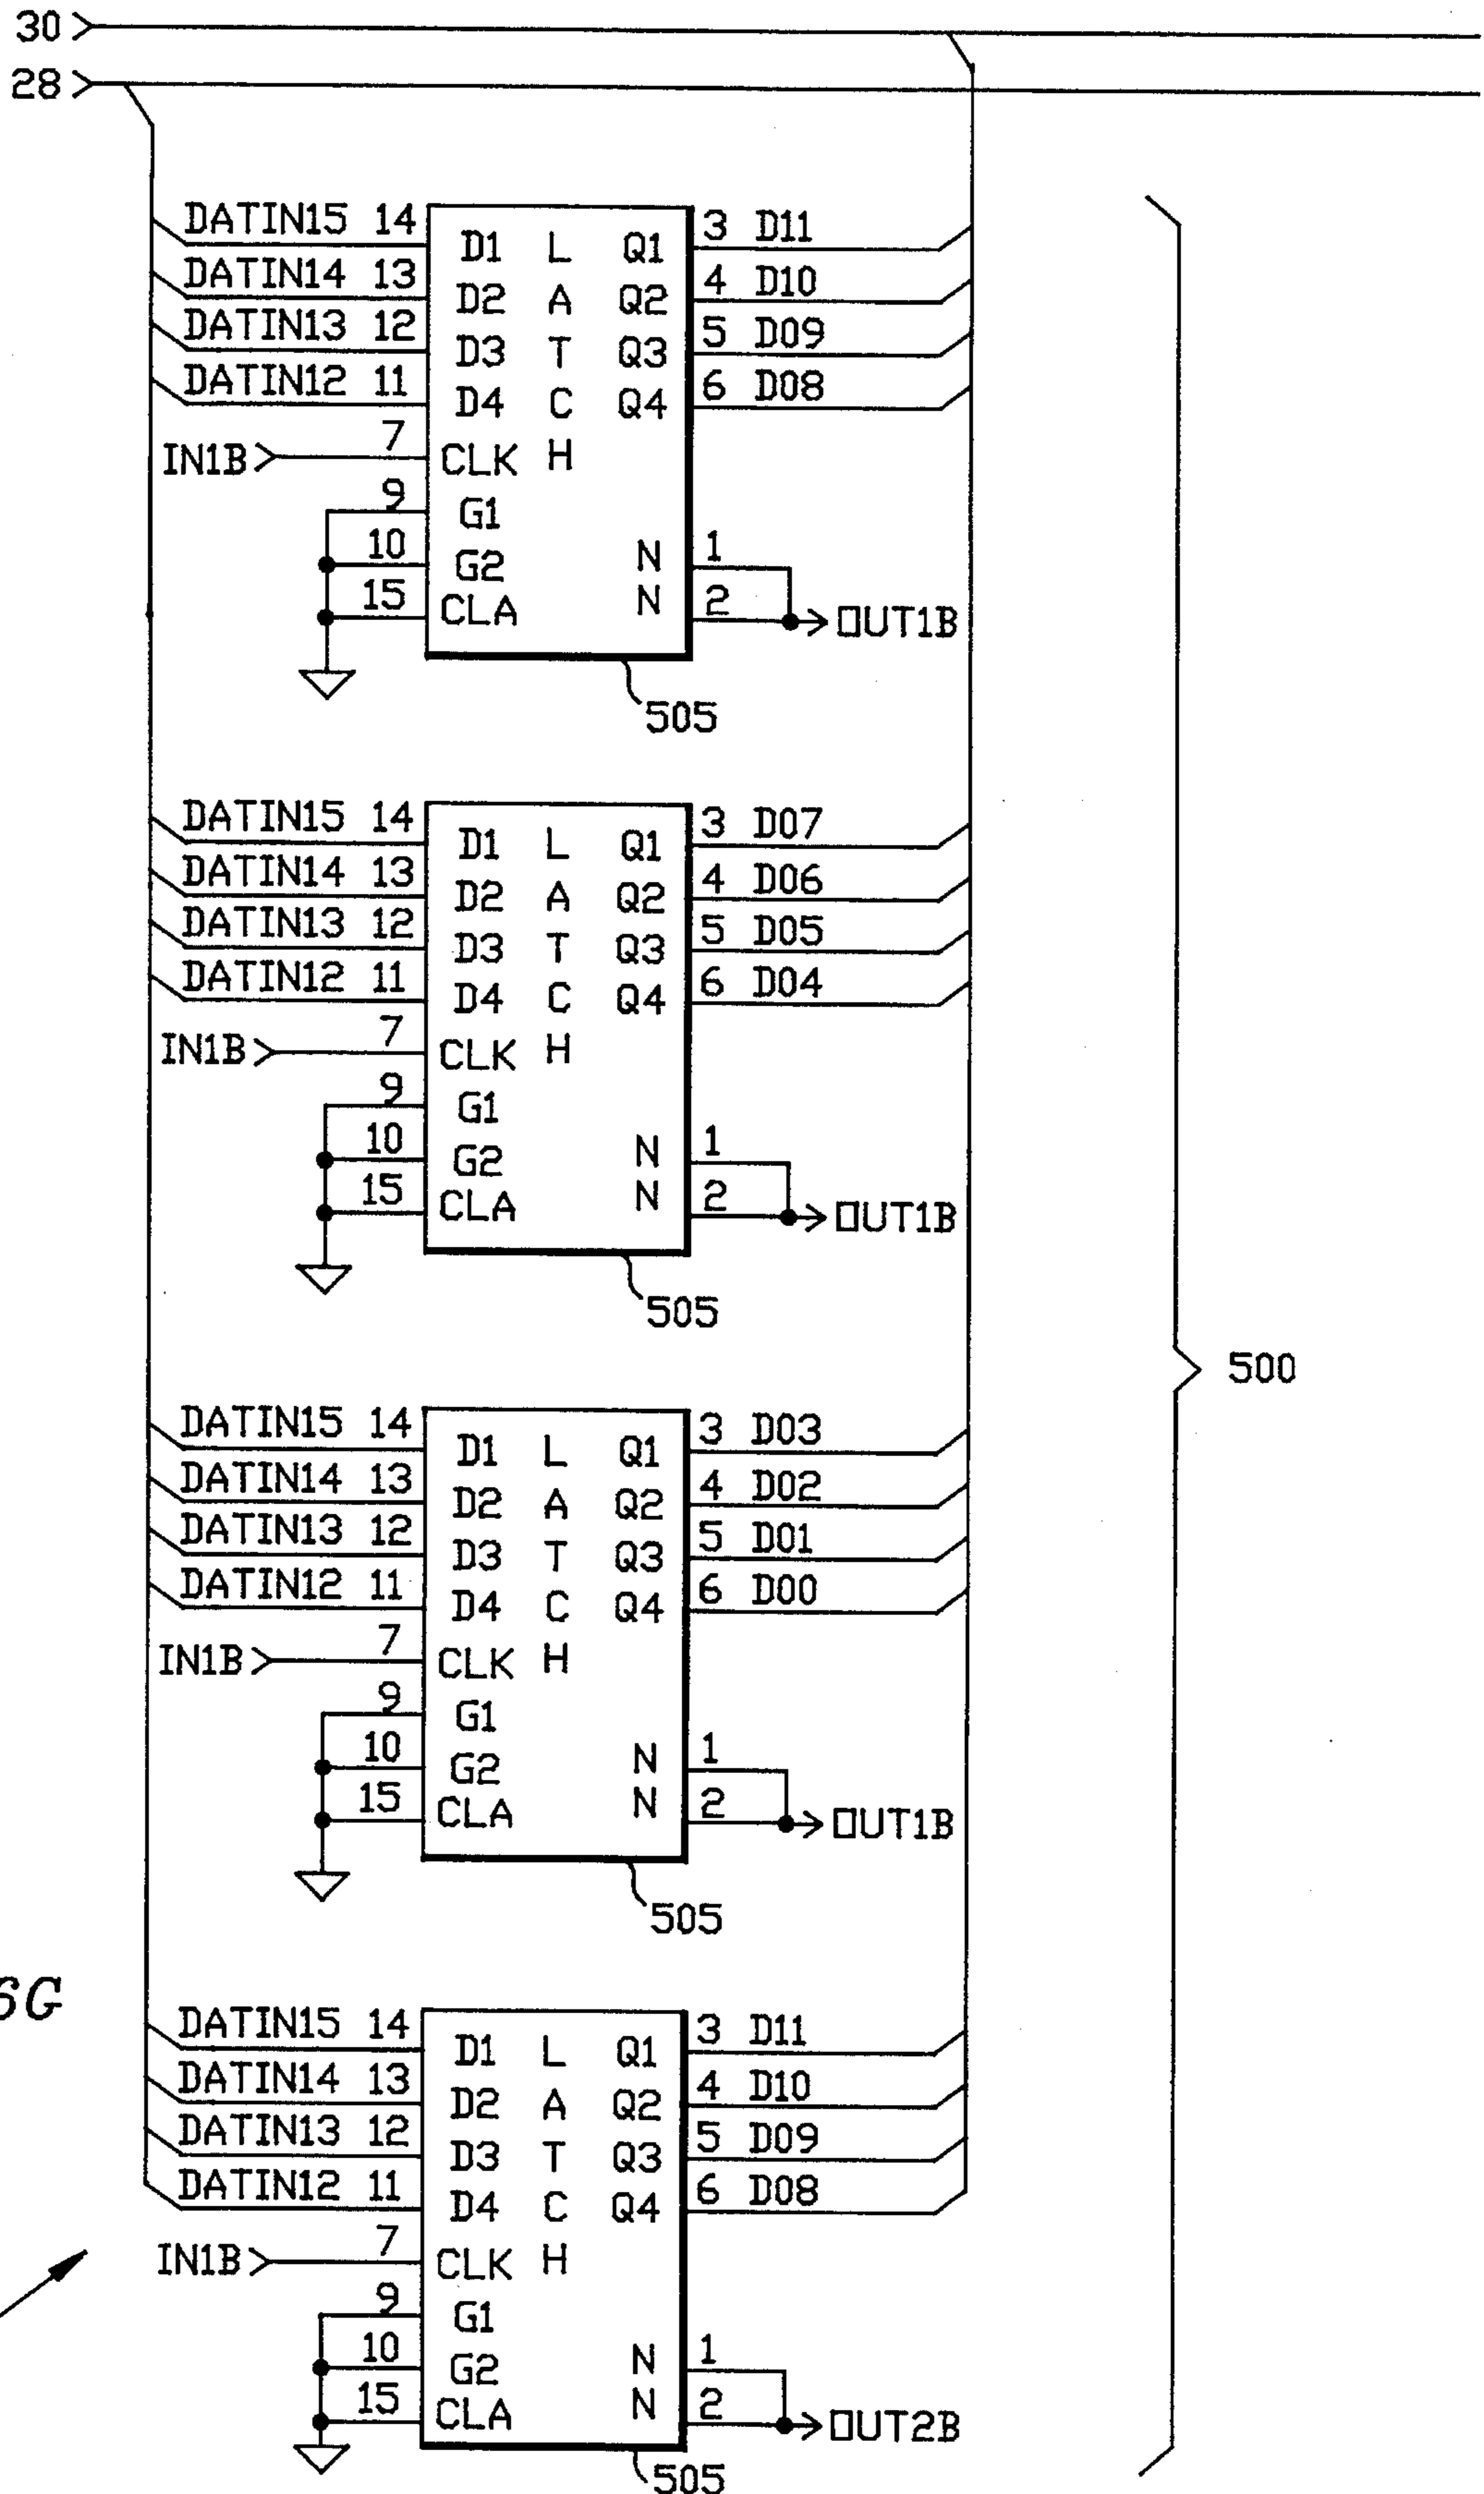 30
28
DATIN15 14 D1 L Q1 3 D11
DATIN14 13 D2 A Q2 4 D10
DATIN13 12 D3 T Q3 5 D09
DATIN12 11 D4 C Q4 6 D08
IN1B 7 CLK H
9 G1
10 G2 N 1
15 CLA N 2 OUT1B
505
DATIN15 14 D1 L Q1 3 D07
DATIN14 13 D2 A Q2 4 D06
DATIN13 12 D3 T Q3 5 D05
DATIN12 11 D4 C Q4 6 D04
IN1B 7 CLK H
9 G1
10 G2 N 1
15 CLA N 2 OUT1B
505
500
DATIN15 14 D1 L Q1 3 D03
DATIN14 13 D2 A Q2 4 D02
DATIN13 12 D3 T Q3 5 D01
DATIN12 11 D4 C Q4 6 D00
IN1B 7 CLK H
9 G1
10 G2 N 1
15 CLA N 2 OUT1B
505
6G
DATIN15 14 D1 L Q1 3 D11
DATIN14 13 D2 A Q2 4 D10
DATIN13 12 D3 T Q3 5 D09
DATIN12 11 D4 C Q4 6 D08
IN1B 7 CLK H
9 G1
10 G2 N 1
15 CLA N 2 OUT2B
505